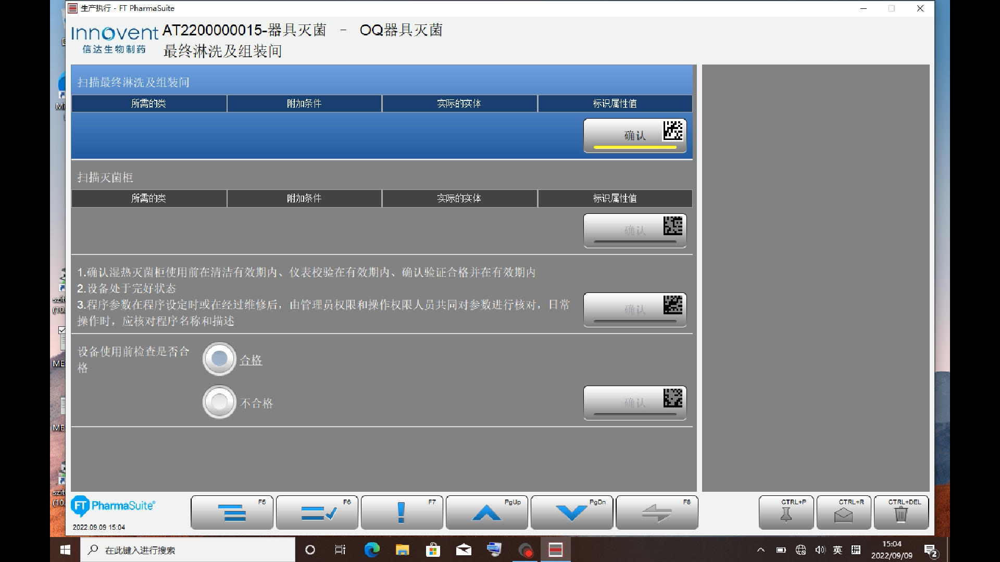 生产执行 - FT PharmaSuite
Innovent
信达生物制药
AT2200000015-器具灭菌 - OQ器具灭菌
最终淋洗及组装间
扫描最终淋洗及组装间
所需的类 附加条件 实际的实体 标识属性值
确认
扫描灭菌柜
所需的类 附加条件 实际的实体 标识属性值
确认
1.确认湿热灭菌柜使用前在清洁有效期内、仪表校验在有效期内、确认验证合格并在有效期内
2.设备处于完好状态
3.程序参数在程序设定时或在经过维修后，由管理员权限和操作权限人员共同对参数进行核对，日常
操作时，应核对程序名称和描述
确认
设备使用前检查是否合
格
合格
不合格
确认
FT PharmaSuite®
2022.09.09 15:04
F5 F6 F7 PgUp PgDn F8 CTRL+P CTRL+R CTRL+DEL
szit
(10.
ME
ME
szit
(10.
在此键入进行搜索
英 拼
15:04
2022/09/09
2